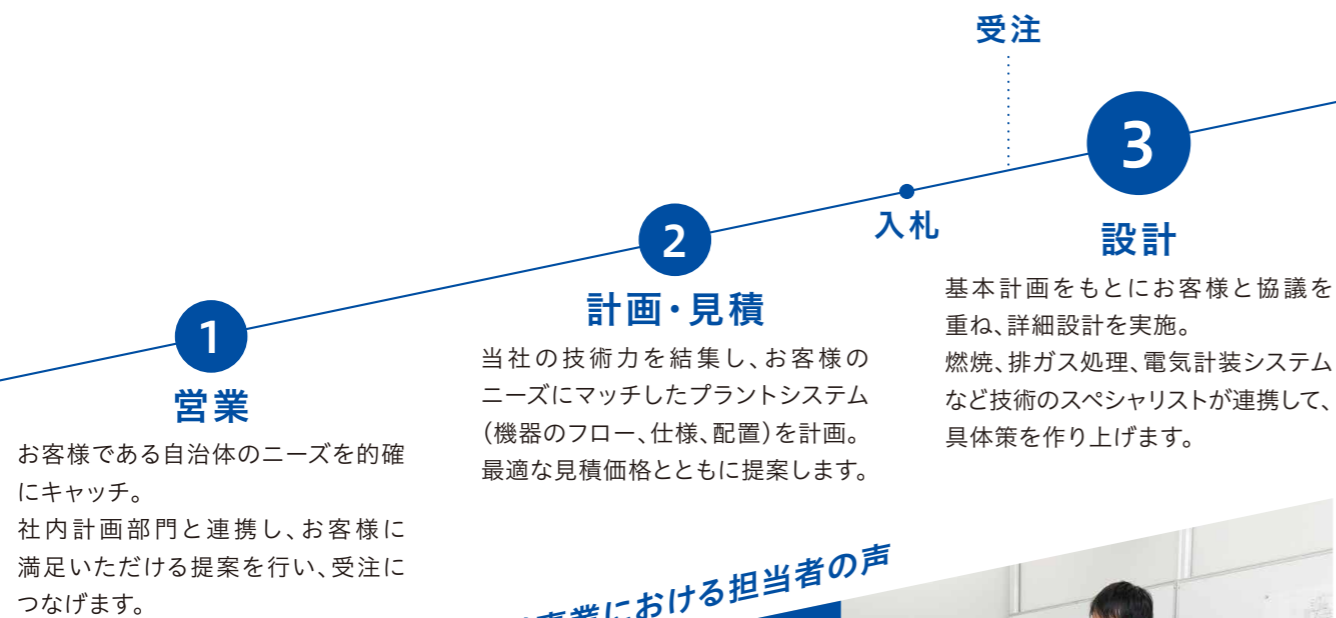 1
営業
お客様である自治体のニーズを的確
にキャッチ。
社内計画部門と連携し、お客様に
満足いただける提案を行い、受注に
つなげます。
2
計画・見積
当社の技術力を結集し、お客様の
ニーズにマッチしたプラントシステム
（機器のフロー、仕様、配置）を計画。
最適な見積価格とともに提案します。
入札
受注
3
設計
基本計画をもとにお客様と協議を
重ね、詳細設計を実施。
燃焼、排ガス処理、電気計装システム
など技術のスペシャリストが連携して、
具体策を作り上げます。
事業における担当者の声